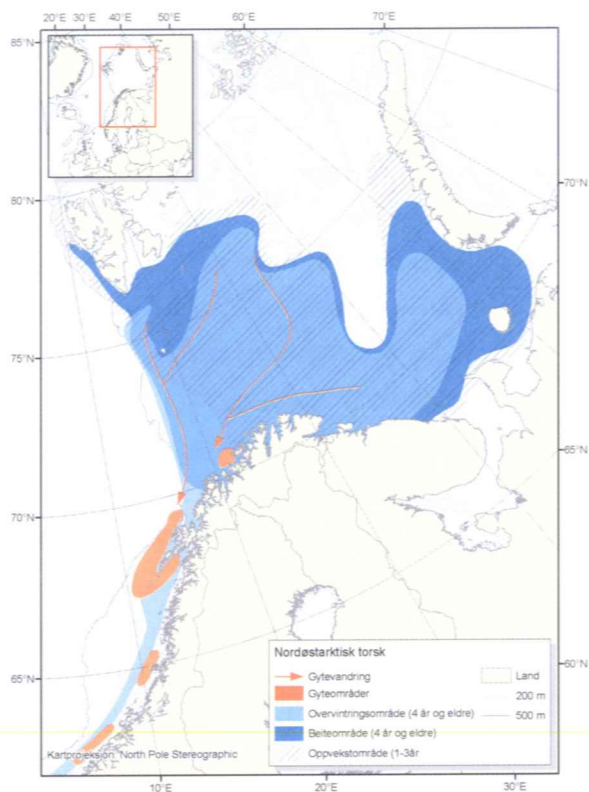 20°E 30°E 40°E 50°E 60°E 70°E
85°N
80°N
70°N
75°N
65°N
70°N
60°N
65°N
Nordøstarktisk torsk
Gytevandring
Gyteområder
Overvintringsområde (4 år og eldre)
Beiteområde (4 år og eldre)
Oppvekstområde (1-3år
Land
200 m
500 m
Kartprojeksjon: North Pole Stereographic
10°E 20°E 30°E